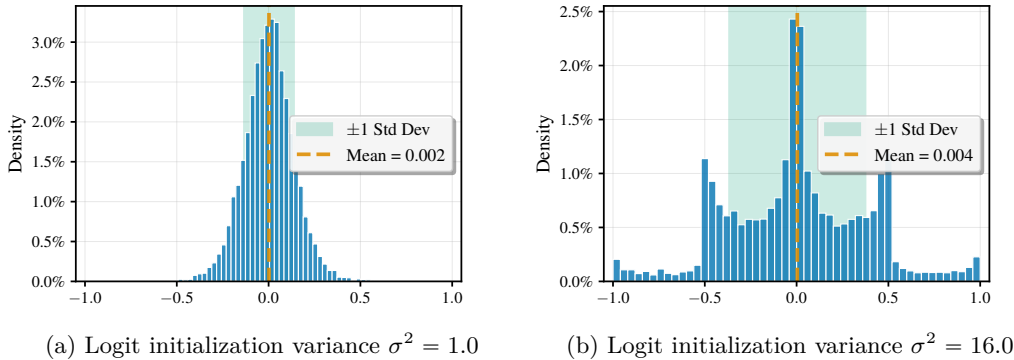 3.0%
2.5%
2.0%
1.5%
1.0%
0.5%
0.0%
Density
±1 Std Dev
Mean = 0.002
−1.0 −0.5 0.0 0.5 1.0
(a) Logit initialization variance σ² = 1.0
2.5%
2.0%
1.5%
1.0%
0.5%
0.0%
Density
±1 Std Dev
Mean = 0.004
−1.0 −0.5 0.0 0.5 1.0
(b) Logit initialization variance σ² = 16.0